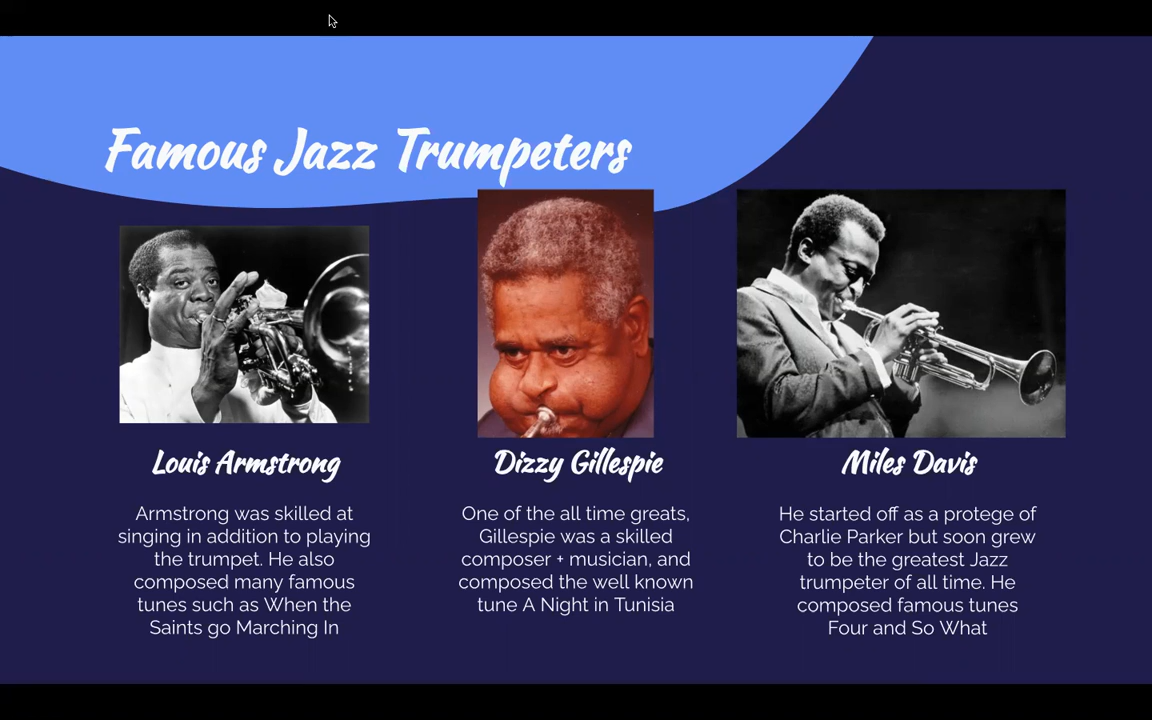 Famous Jazz Trumpeters
Louis Armstrong
Armstrong was skilled at
singing in addition to playing
the trumpet. He also
composed many famous
tunes such as When the
Saints go Marching In
Dizzy Gillespie
One of the all time greats,
Gillespie was a skilled
composer + musician, and
composed the well known
tune A Night in Tunisia
Miles Davis
He started off as a protege of
Charlie Parker but soon grew
to be the greatest Jazz
trumpeter of all time. He
composed famous tunes
Four and So What